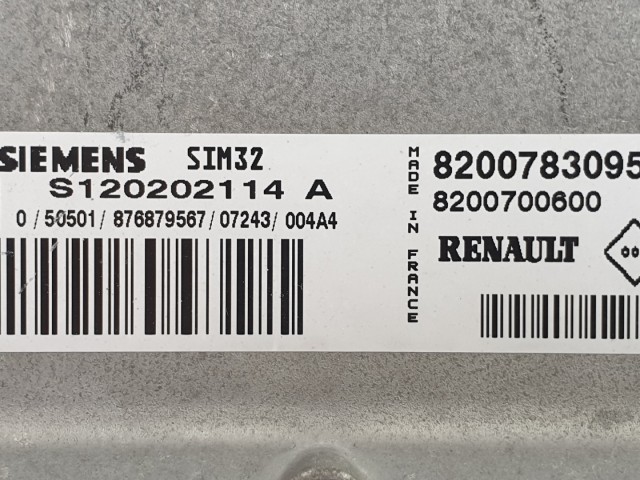 SIEMENS SIM32
S120202114 A
0/50501/876879567/07243/004A4
MADE IN FRANCE
8200783095
8200700600
RENAULT